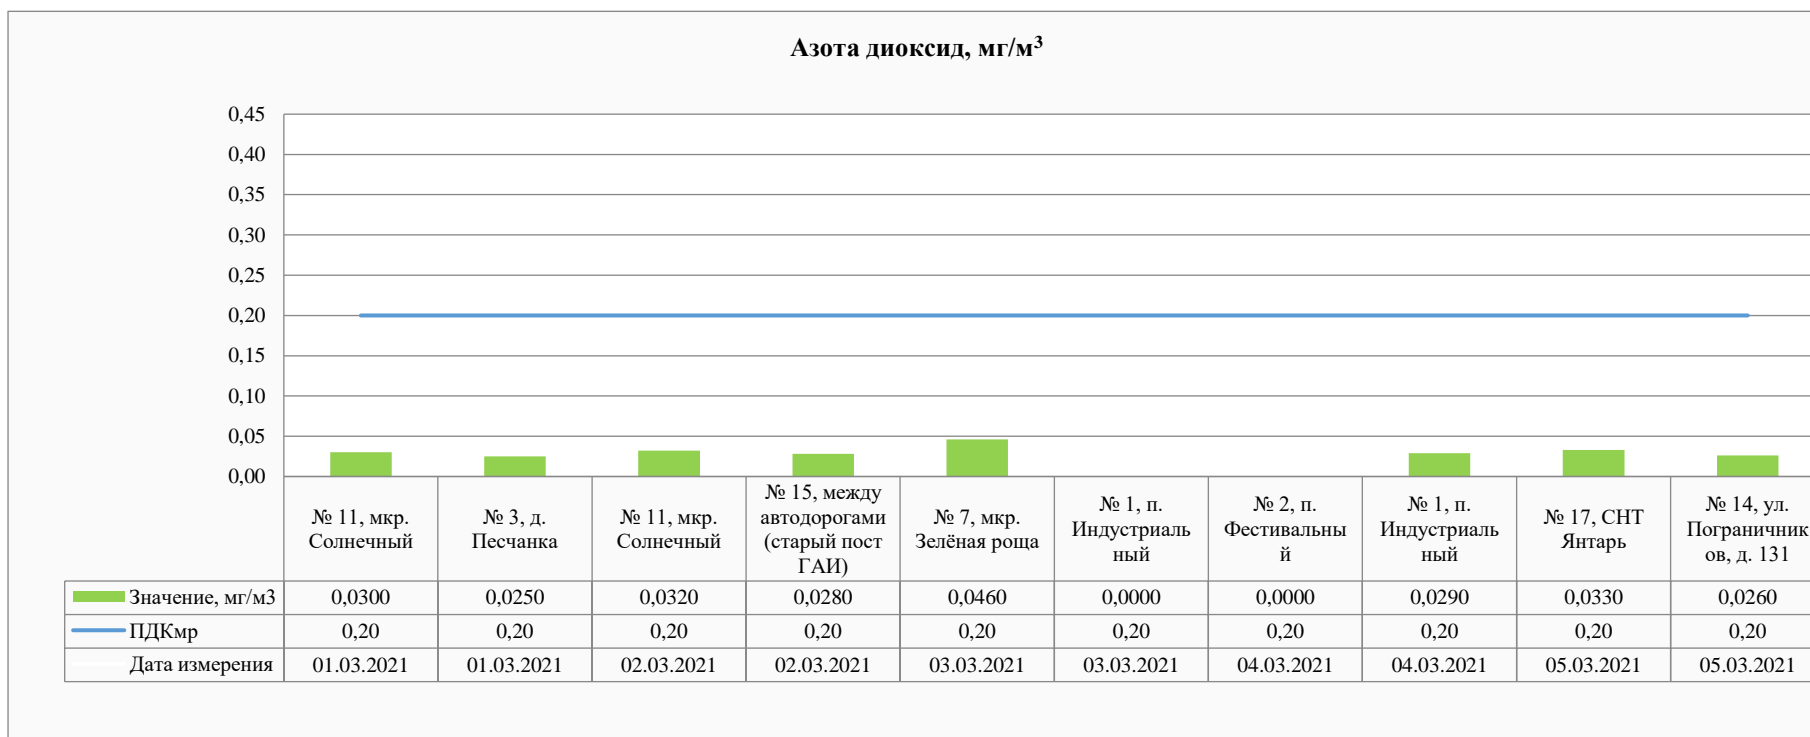 Азота диоксид, мг/м³
0,45
0,40
0,35
0,30
0,25
0,20
0,15
0,10
0,05
0,00
№ 11, мкр.
Солнечный
№ 3, д.
Песчанка
№ 11, мкр.
Солнечный
№ 15, между
автодорогами
(старый пост
ГАИ)
№ 7, мкр.
Зелёная роща
№ 1, п.
Индустриаль
ный
№ 2, п.
Фестивальны
й
№ 1, п.
Индустриаль
ный
№ 17, СНТ
Янтарь
№ 14, ул.
Пограничник
ов, д. 131
Значение, мг/м3 0,0300 0,0250 0,0320 0,0280 0,0460 0,0000 0,0000 0,0290 0,0330 0,0260
ПДКмр 0,20 0,20 0,20 0,20 0,20 0,20 0,20 0,20 0,20 0,20
Дата измерения 01.03.2021 01.03.2021 02.03.2021 02.03.2021 03.03.2021 03.03.2021 04.03.2021 04.03.2021 05.03.2021 05.03.2021